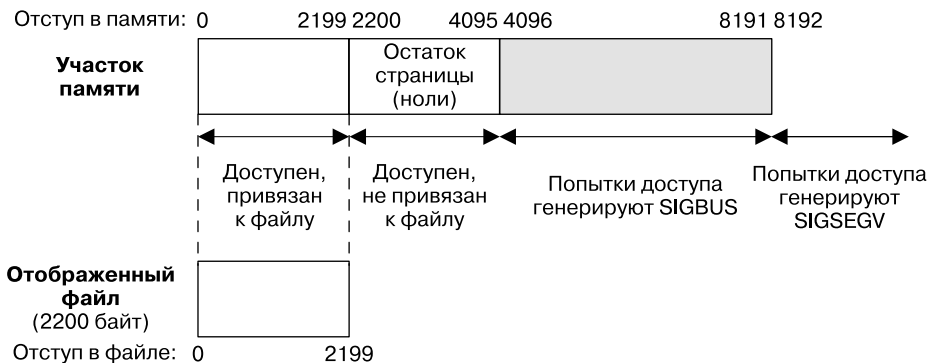 Отступ в памяти: 0 2199 2200 4095 4096 8191 8192
Участок
памяти
Остаток
страницы
(ноли)
Доступен,
привязан
к файлу
Доступен,
не привязан
к файлу
Попытки доступа
генерируют SIGBUS
Попытки доступа
генерируют
SIGSEGV
Отображенный
файл
(2200 байт)
Отступ в файле: 0 2199